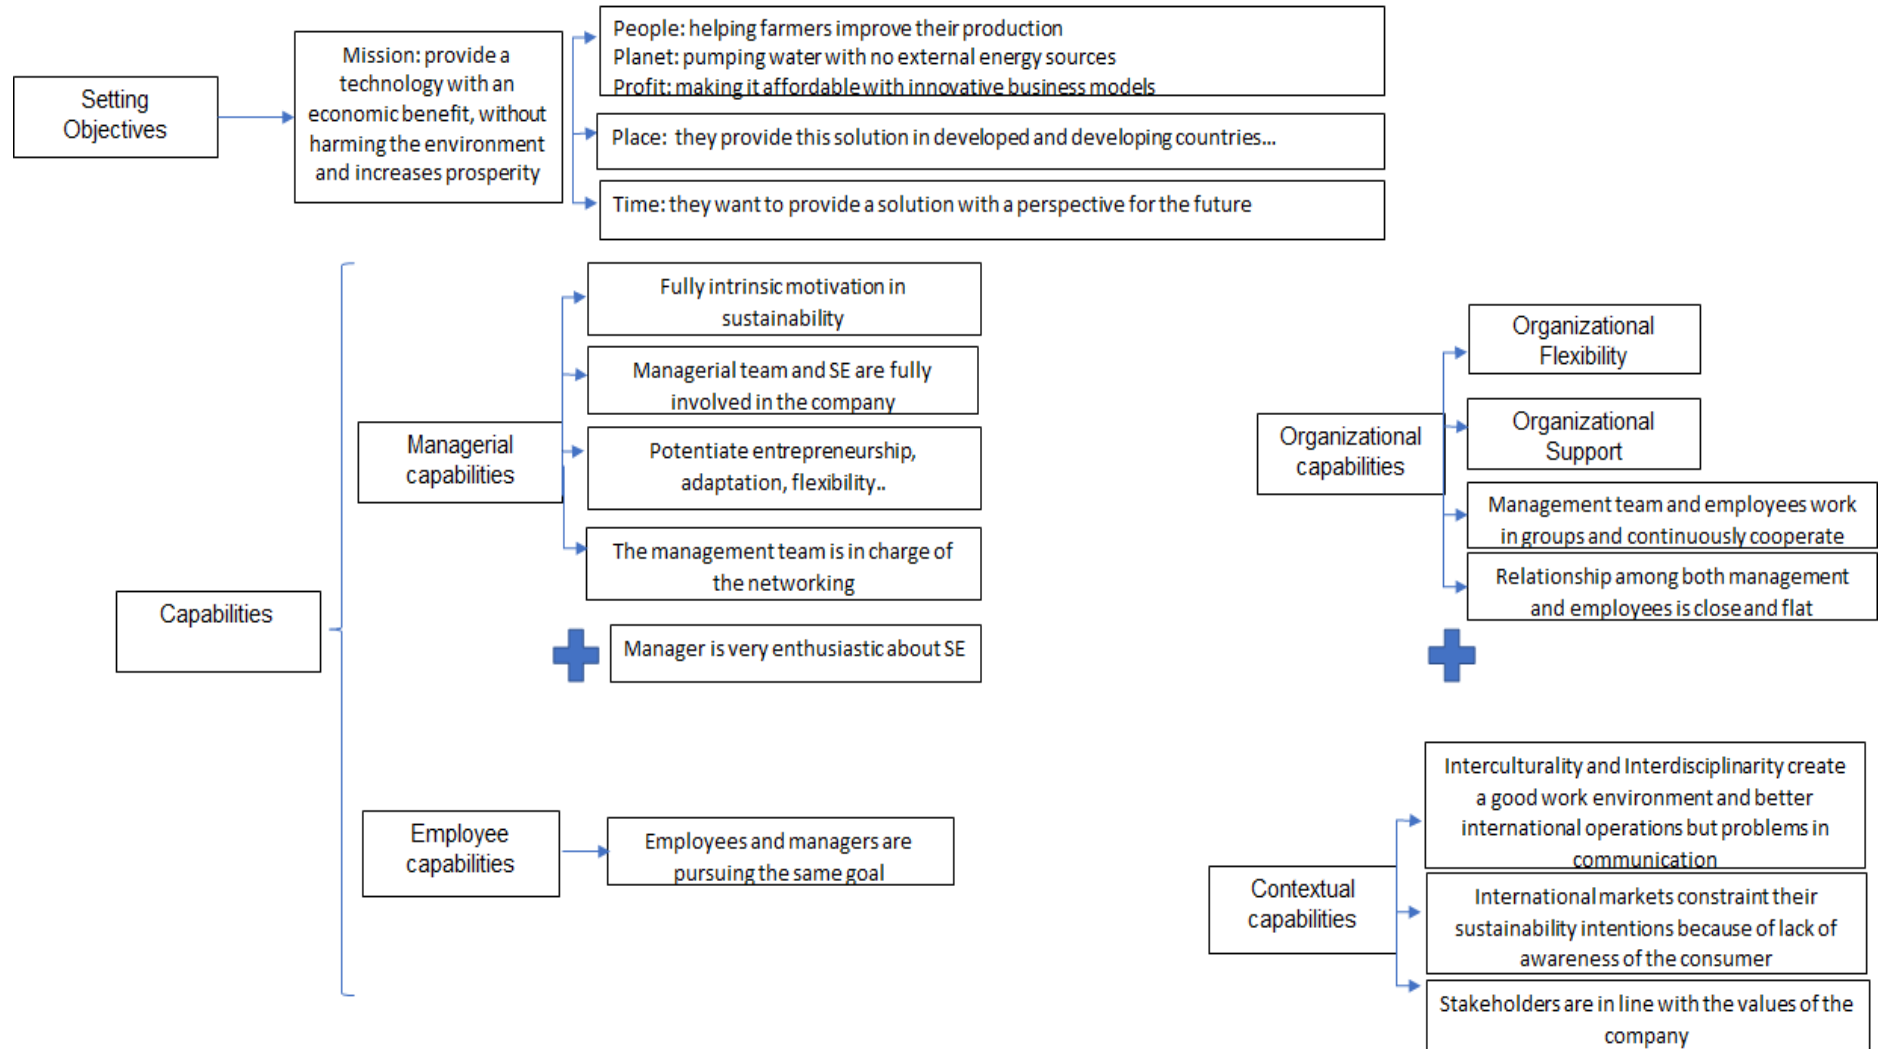 Setting
Objectives
Mission: provide a
technology with an
economic benefit, without
harming the environment
and increases prosperity
People: helping farmers improve their production
Planet: pumping water with no external energy sources
Profit: making it affordable with innovative business models
Place: they provide this solution in developed and developing countries...
Time: they want to provide a solution with a perspective for the future
Capabilities
Managerial
capabilities
Fully intrinsic motivation in
sustainability
Managerial team and SE are fully
involved in the company
Potentiate entrepreneurship,
adaptation, flexibility..
The management team is in charge of
the networking
Manager is very enthusiastic about SE
Employee
capabilities
Employees and managers are
pursuing the same goal
Organizational
capabilities
Organizational
Flexibility
Organizational
Support
Management team and employees work
in groups and continuously cooperate
Relationship among both management
and employees is close and flat
Contextual
capabilities
Interculturality and Interdisciplinarity create
a good work environment and better
international operations but problems in
communication
International markets constraint their
sustainability intentions because of lack of
awareness of the consumer
Stakeholders are in line with the values of the
company